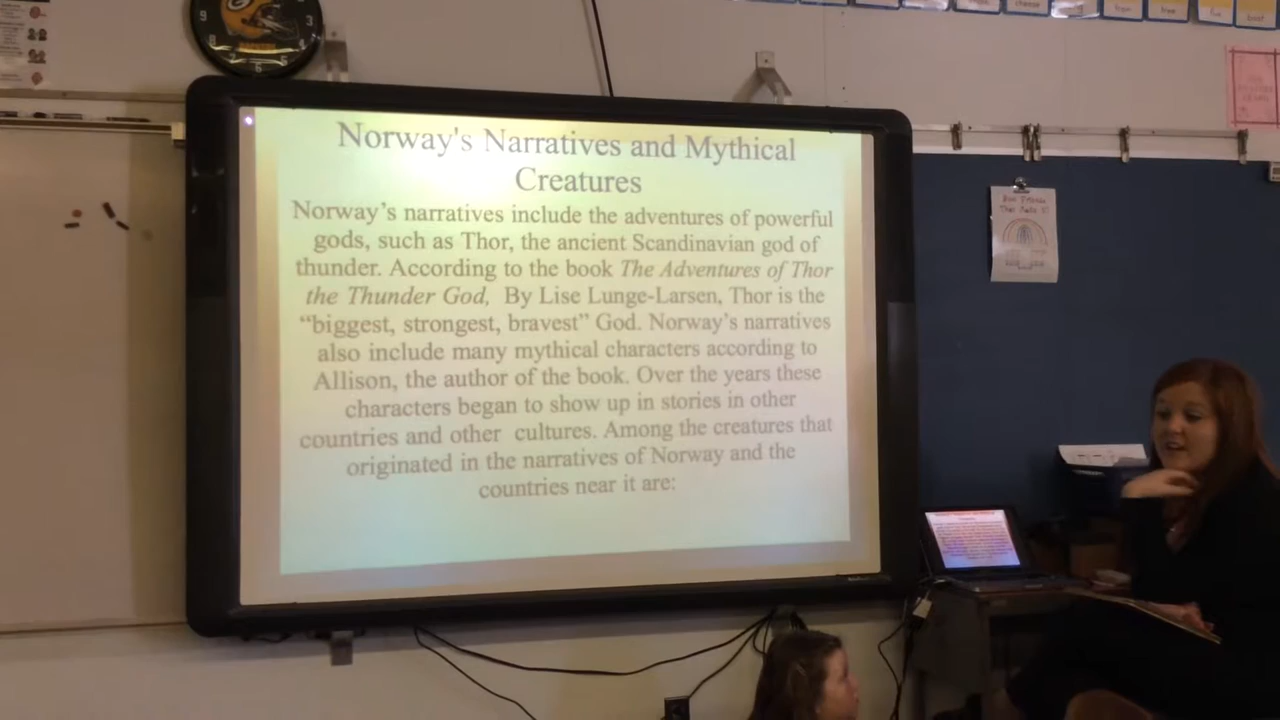 Norway's Narratives and Mythical
Creatures
Norway's narratives include the adventures of powerful
gods, such as Thor, the ancient Scandinavian god of
thunder. According to the book The Adventures of Thor
the Thunder God, By Lise Lunge-Larsen, Thor is the
“biggest, strongest, bravest” God. Norway's narratives
also include many mythical characters according to
Allison, the author of the book. Over the years these
characters began to show up in stories in other
countries and other cultures. Among the creatures that
originated in the narratives of Norway and the
countries near it are: